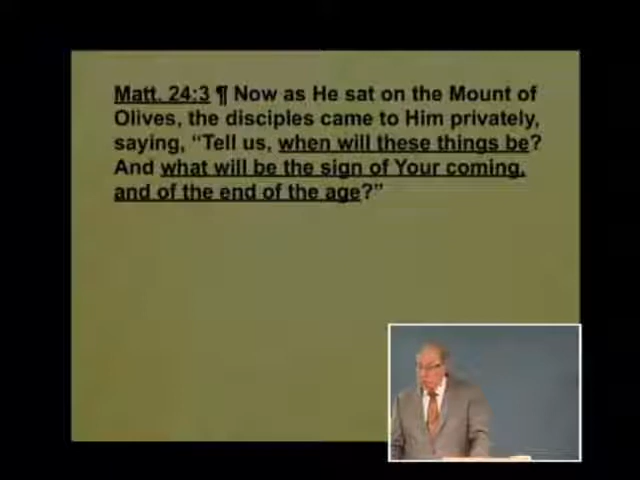 Matt. 24:3 ¶ Now as He sat on the Mount of
Olives, the disciples came to Him privately,
saying, “Tell us, when will these things be?
And what will be the sign of Your coming,
and of the end of the age?”